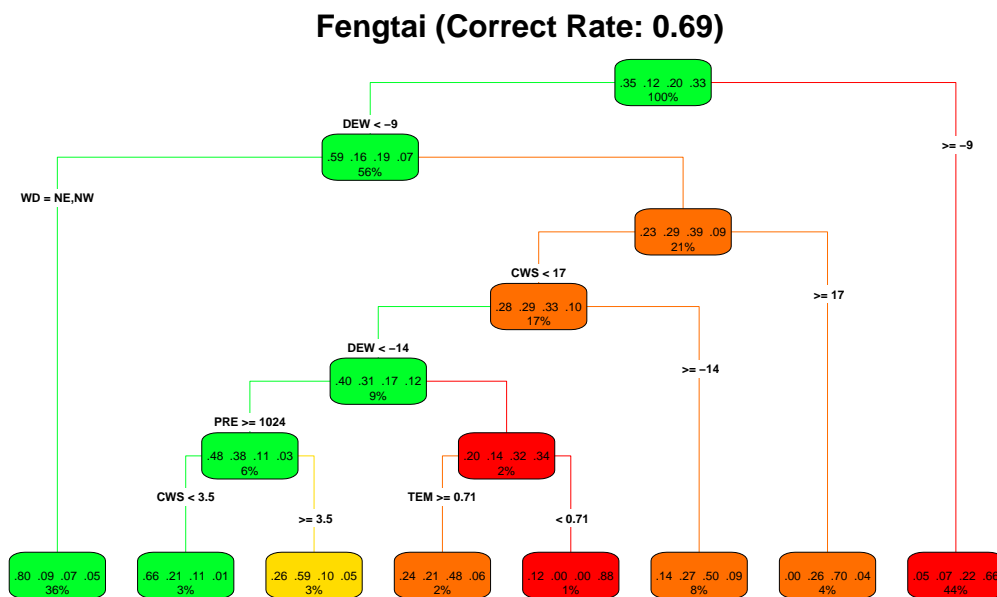 Fengtai (Correct Rate: 0.69)
.35 .12 .20 .33
100%
DEW < −9
>= −9
.59 .16 .19 .07
56%
WD = NE,NW
.23 .29 .39 .09
21%
CWS < 17
>= 17
.28 .29 .33 .10
17%
DEW < −14
>= −14
.40 .31 .17 .12
9%
PRE >= 1024
.48 .38 .11 .03
6%
.20 .14 .32 .34
2%
CWS < 3.5
>= 3.5
TEM >= 0.71
< 0.71
.80 .09 .07 .05
36%
.66 .21 .11 .01
3%
.26 .59 .10 .05
3%
.24 .21 .48 .06
2%
.12 .00 .00 .88
1%
.14 .27 .50 .09
8%
.00 .26 .70 .04
4%
.05 .07 .22 .66
44%